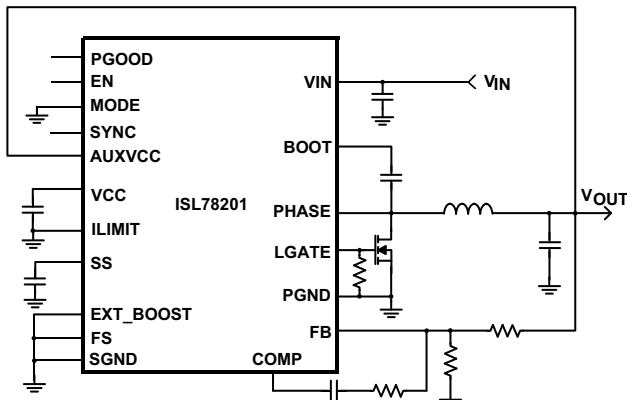 PGOOD
EN
MODE
SYNC
AUXVCC
VCC
ILIMIT
SS
EXT_BOOST
FS
SGND
ISL78201
VIN
BOOT
PHASE
LGATE
PGND
FB
COMP
VIN
VOUT